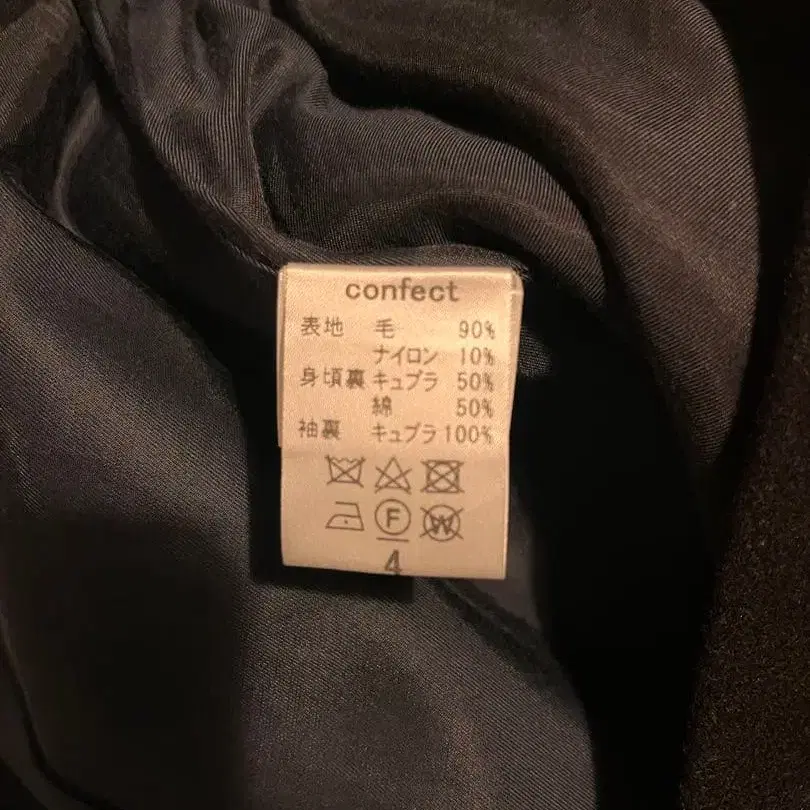 confect
表地 毛 90%
ナイロン 10%
身頃裏 キュプラ 50%
綿 50%
袖裏 キュプラ 100%
F W
4